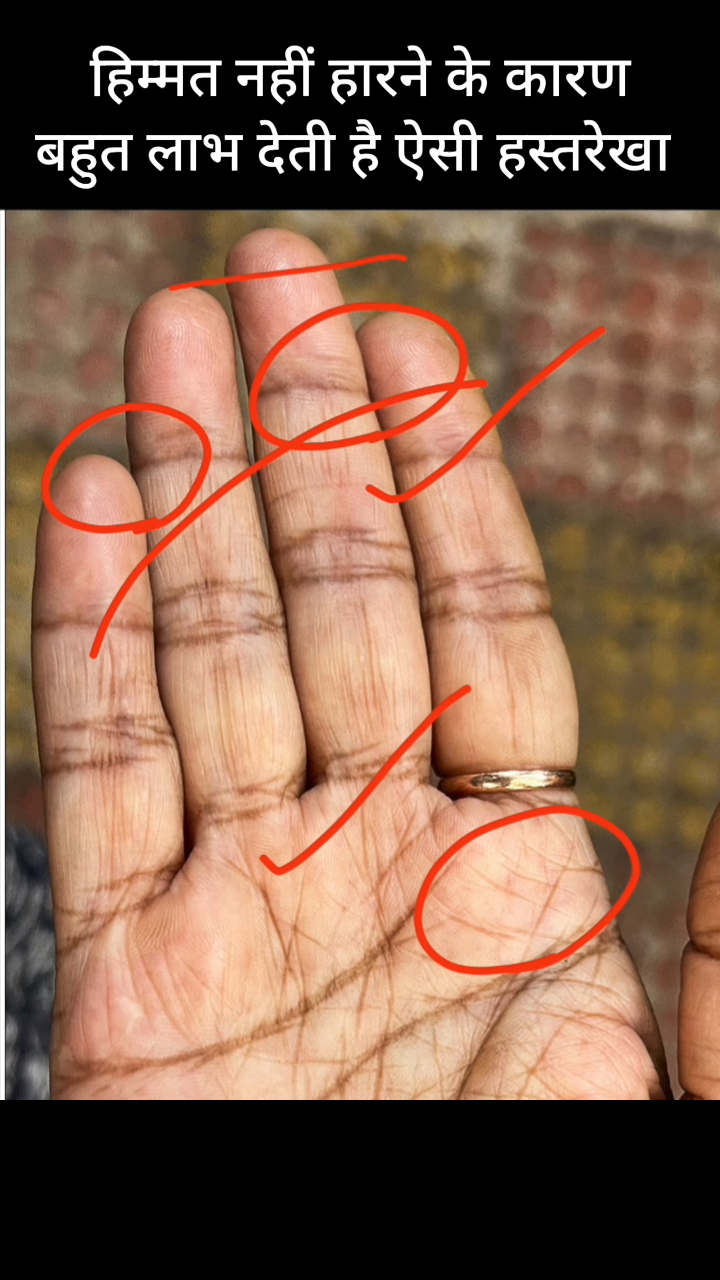 हिम्मत नहीं हारने के कारण
बहुत लाभ देती है ऐसी हस्तरेखा